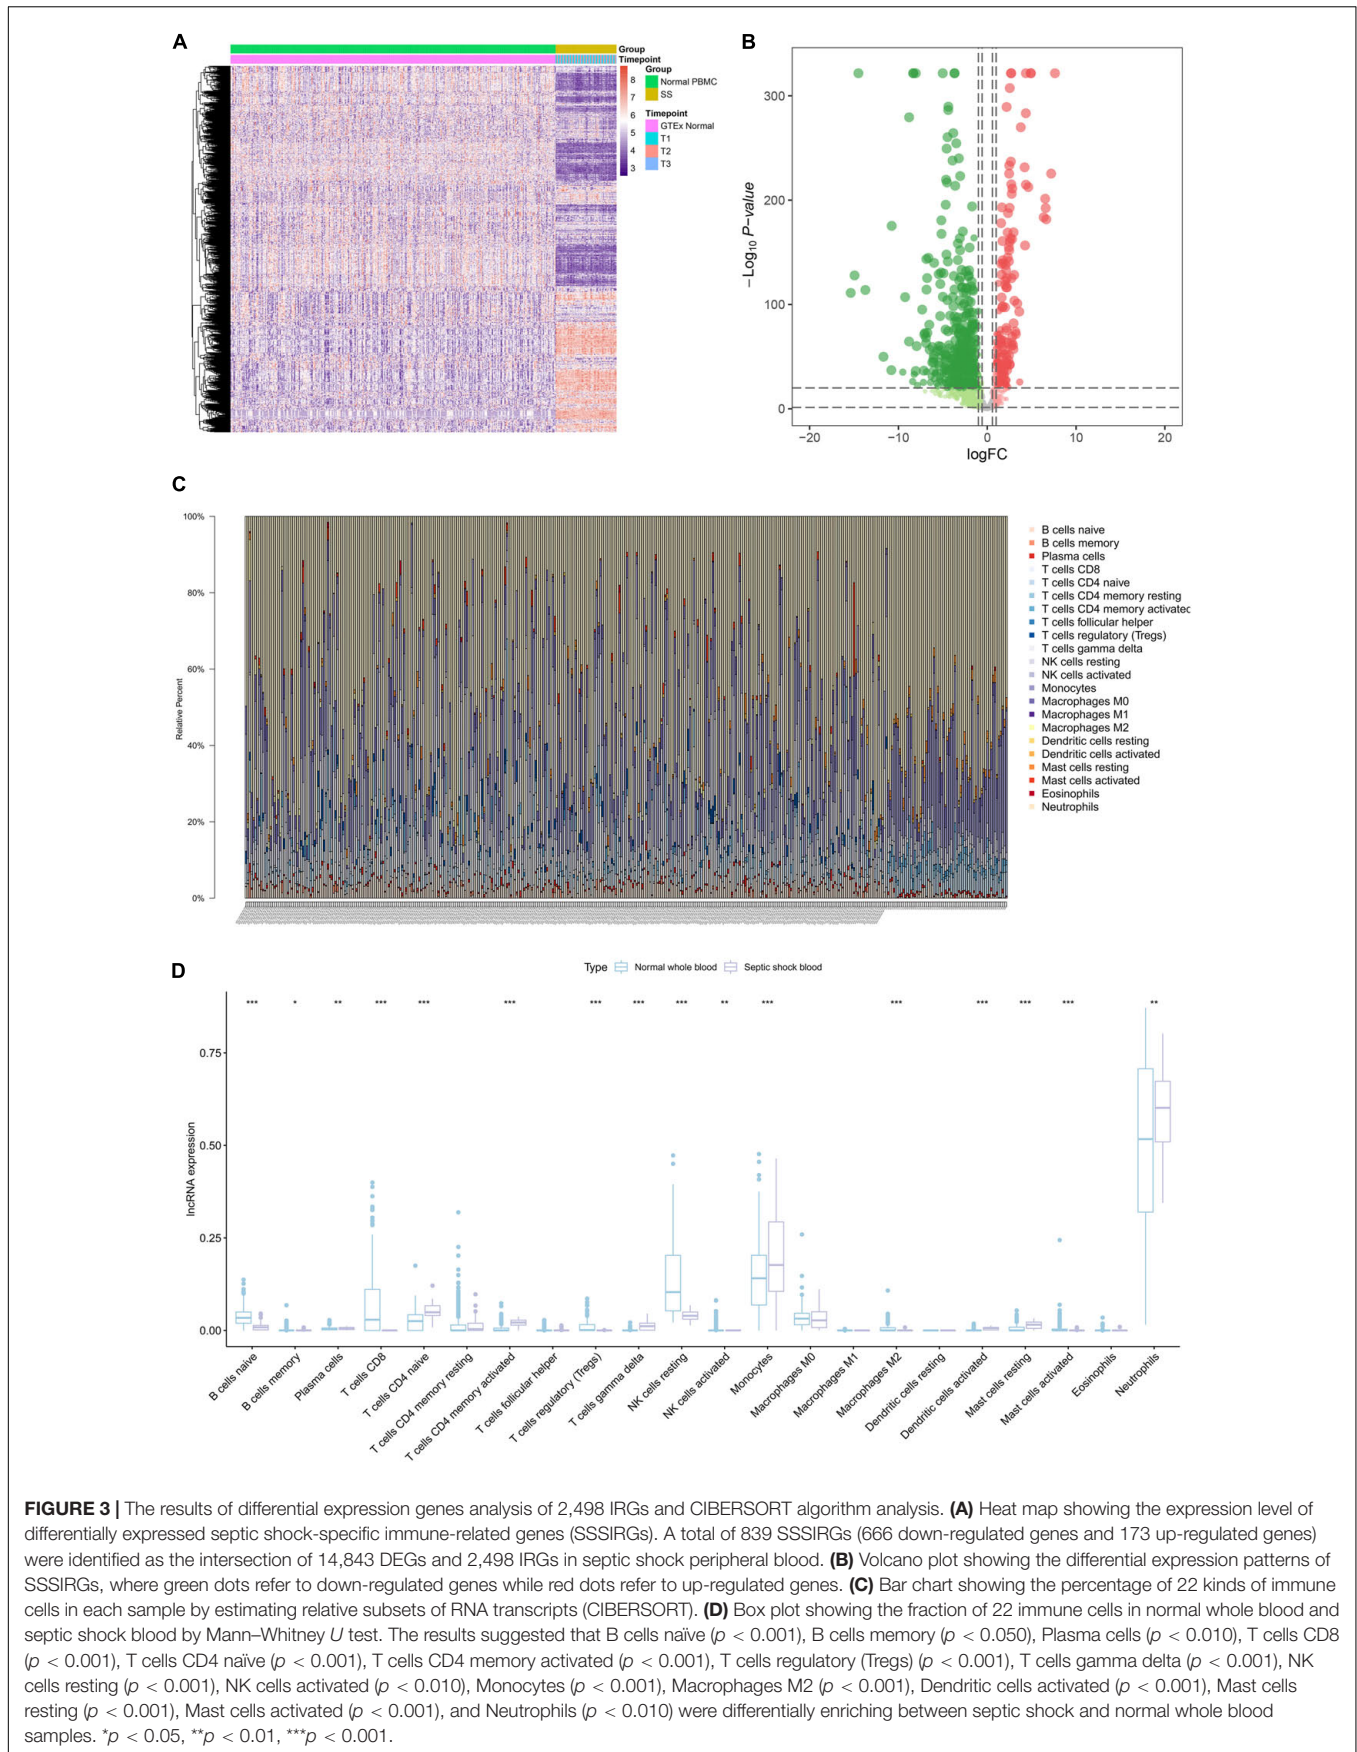 A
Group
Timepoint
Group
Normal PBMC
SS
Timepoint
GTEx Normal
T1
T2
T3
8
7
6
5
4
3
B
300
200
100
0
−Log10 P−value
−20
−10
0
10
20
logFC
C
100%
80%
60%
40%
20%
0%
Relative Percent
B cells naive
B cells memory
Plasma cells
T cells CD8
T cells CD4 naive
T cells CD4 memory resting
T cells CD4 memory activated
T cells follicular helper
T cells regulatory (Tregs)
T cells gamma delta
NK cells resting
NK cells activated
Monocytes
Macrophages M0
Macrophages M1
Macrophages M2
Dendritic cells resting
Dendritic cells activated
Mast cells resting
Mast cells activated
Eosinophils
Neutrophils
D
Type Normal whole blood Septic shock blood
*** * ** *** *** *** *** *** *** ** *** *** *** *** *** **
0.75
0.50
0.25
0.00
lncRNA expression
B cells naive
B cells memory
Plasma cells
T cells CD8
T cells CD4 naive
T cells CD4 memory resting
T cells CD4 memory activated
T cells follicular helper
T cells regulatory (Tregs)
T cells gamma delta
NK cells resting
NK cells activated
Monocytes
Macrophages M0
Macrophages M1
Macrophages M2
Dendritic cells resting
Dendritic cells activated
Mast cells resting
Mast cells activated
Eosinophils
Neutrophils
FIGURE 3 | The results of differential expression genes analysis of 2,498 IRGs and CIBERSORT algorithm analysis. (A) Heat map showing the expression level of
differentially expressed septic shock-specific immune-related genes (SSSIRGs). A total of 839 SSSIRGs (666 down-regulated genes and 173 up-regulated genes)
were identified as the intersection of 14,843 DEGs and 2,498 IRGs in septic shock peripheral blood. (B) Volcano plot showing the differential expression patterns of
SSSIRGs, where green dots refer to down-regulated genes while red dots refer to up-regulated genes. (C) Bar chart showing the percentage of 22 kinds of immune
cells in each sample by estimating relative subsets of RNA transcripts (CIBERSORT). (D) Box plot showing the fraction of 22 immune cells in normal whole blood and
septic shock blood by Mann–Whitney U test. The results suggested that B cells naïve (p < 0.001), B cells memory (p < 0.050), Plasma cells (p < 0.010), T cells CD8
(p < 0.001), T cells CD4 naïve (p < 0.001), T cells CD4 memory activated (p < 0.001), T cells regulatory (Tregs) (p < 0.001), T cells gamma delta (p < 0.001), NK
cells resting (p < 0.001), NK cells activated (p < 0.010), Monocytes (p < 0.001), Macrophages M2 (p < 0.001), Dendritic cells activated (p < 0.001), Mast cells
resting (p < 0.001), Mast cells activated (p < 0.001), and Neutrophils (p < 0.010) were differentially enriching between septic shock and normal whole blood
samples. *p < 0.05, **p < 0.01, ***p < 0.001.